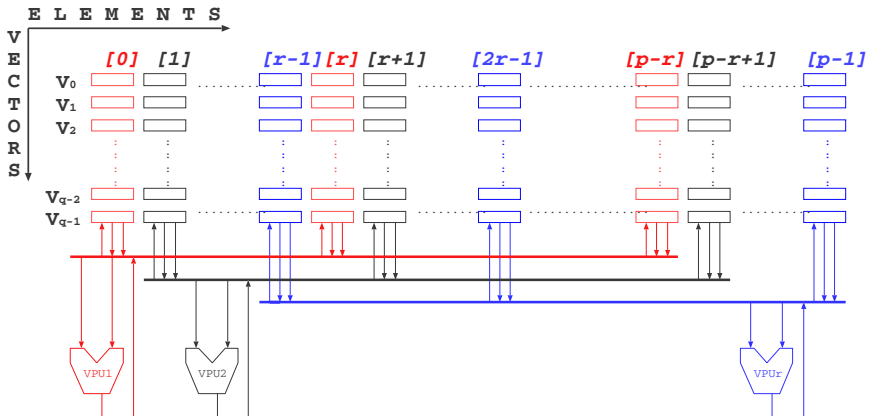 E L E M E N T S
V E C T O R S
[0] [1] [r-1] [r] [r+1] [2r-1] [p-r] [p-r+1] [p-1]
V0
V1
V2
Vq-2
Vq-1
VPU1 VPU2 VPUr